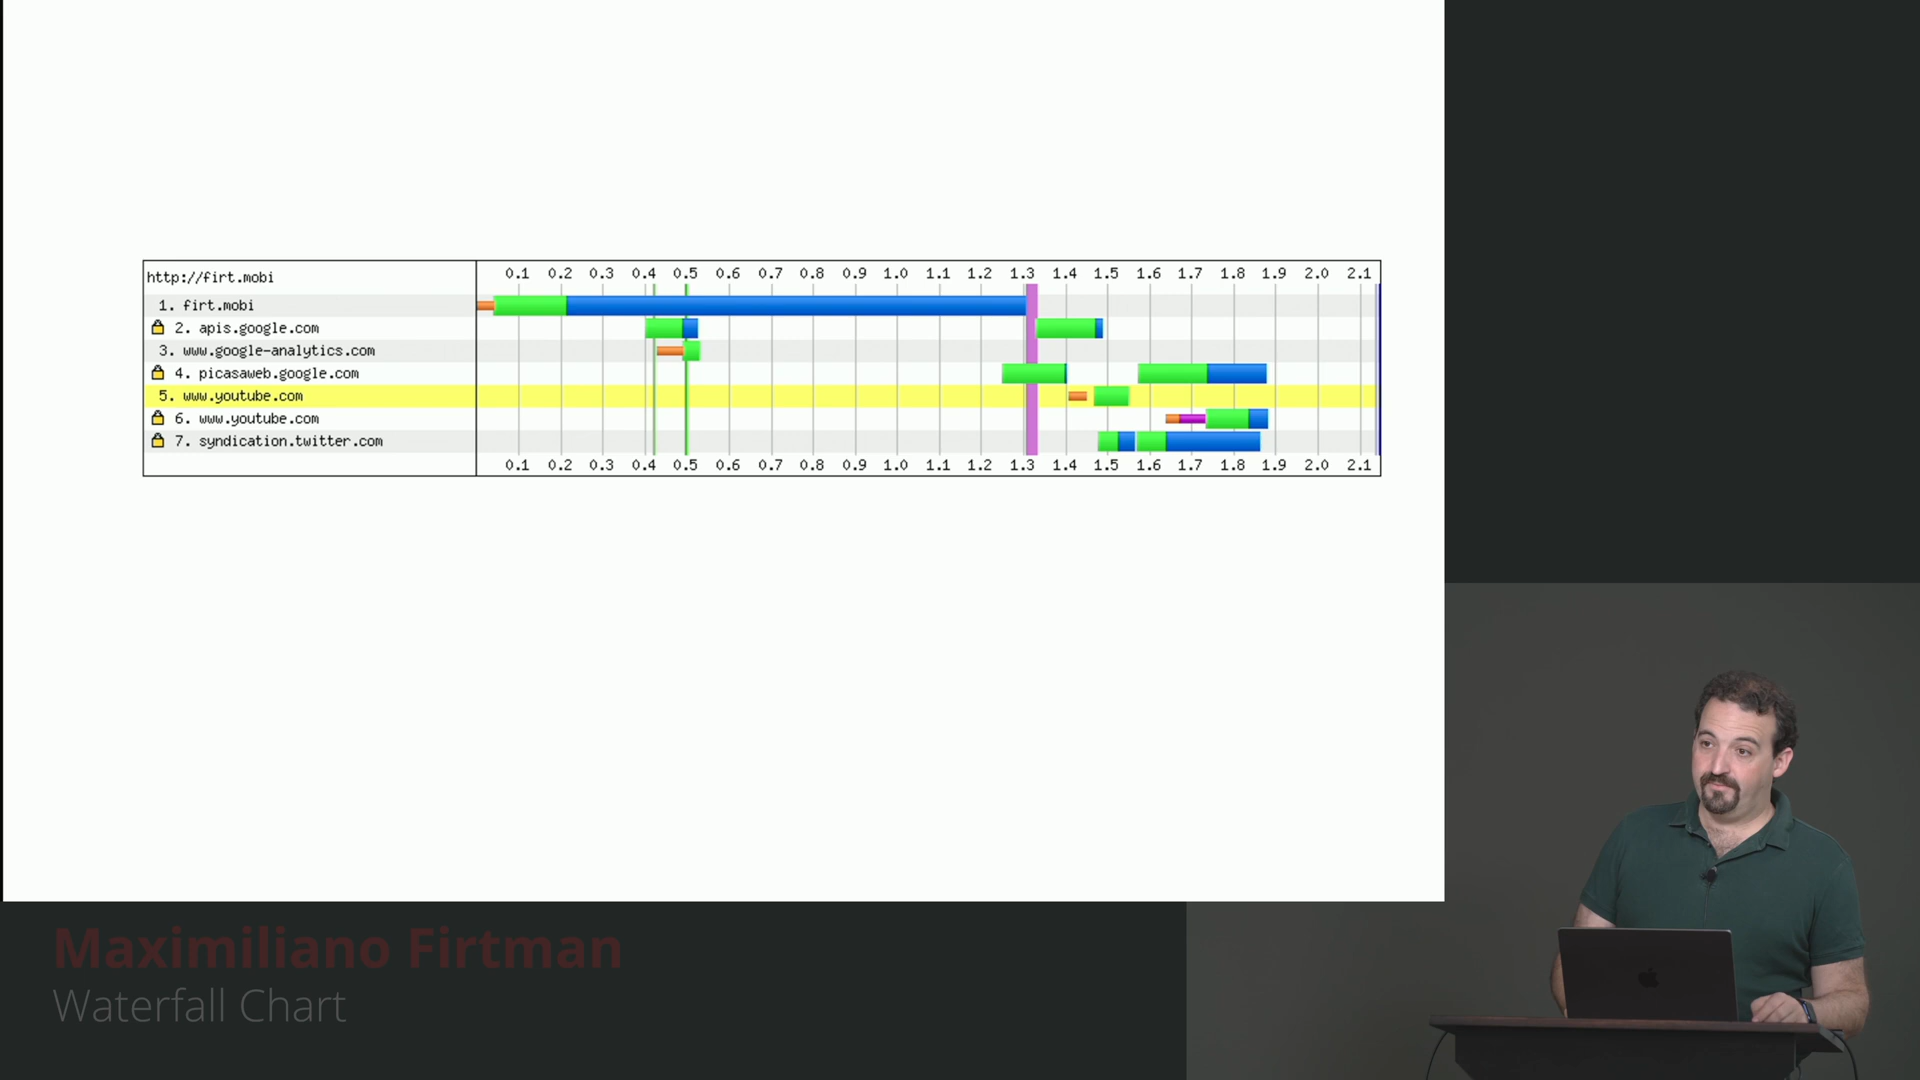 http://firt.mobi
0.1 0.2 0.3 0.4 0.5 0.6 0.7 0.8 0.9 1.0 1.1 1.2 1.3 1.4 1.5 1.6 1.7 1.8 1.9 2.0 2.1
1. firt.mobi
2. apis.google.com
3. www.google-analytics.com
4. picasaweb.google.com
5. www.youtube.com
6. www.youtube.com
7. syndication.twitter.com
0.1 0.2 0.3 0.4 0.5 0.6 0.7 0.8 0.9 1.0 1.1 1.2 1.3 1.4 1.5 1.6 1.7 1.8 1.9 2.0 2.1
Maximiliano Firtman
Waterfall Chart